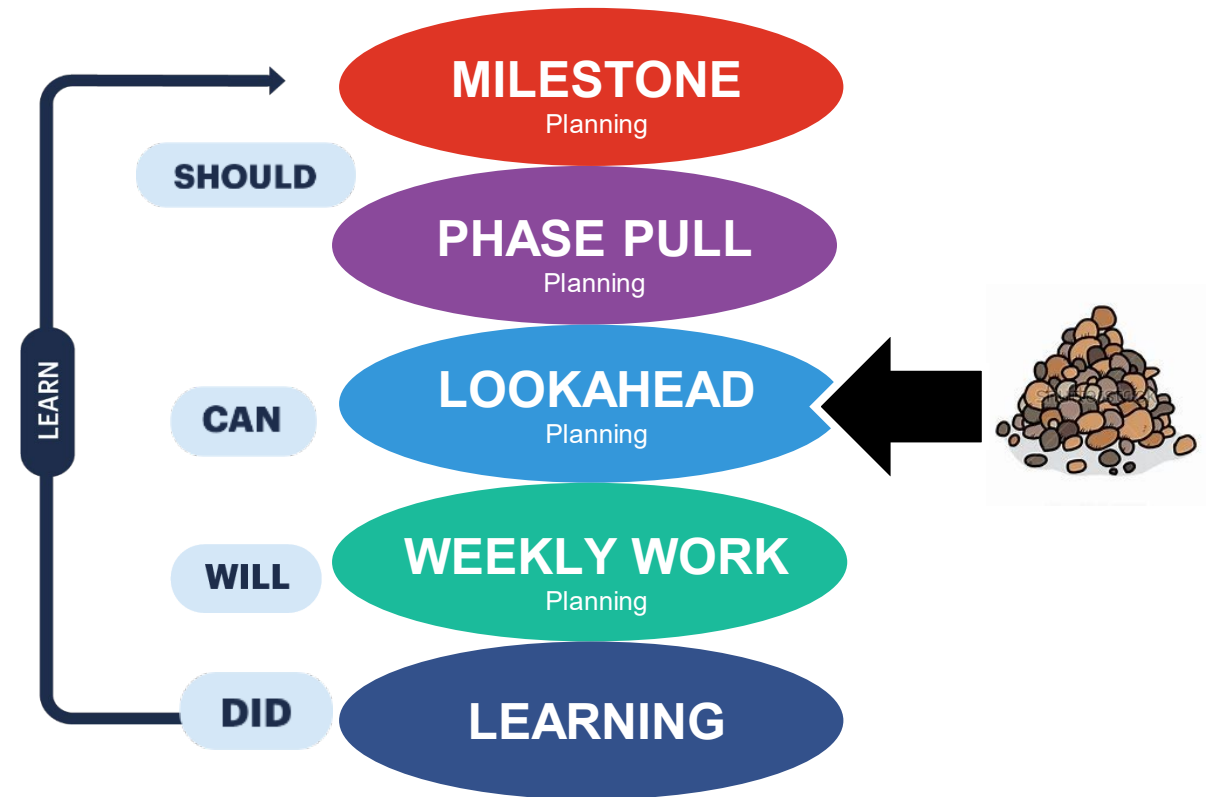 MILESTONE
Planning
SHOULD
PHASE PULL
Planning
LEARN
LOOKAHEAD
Planning
CAN
WEEKLY WORK
Planning
WILL
LEARNING
DID